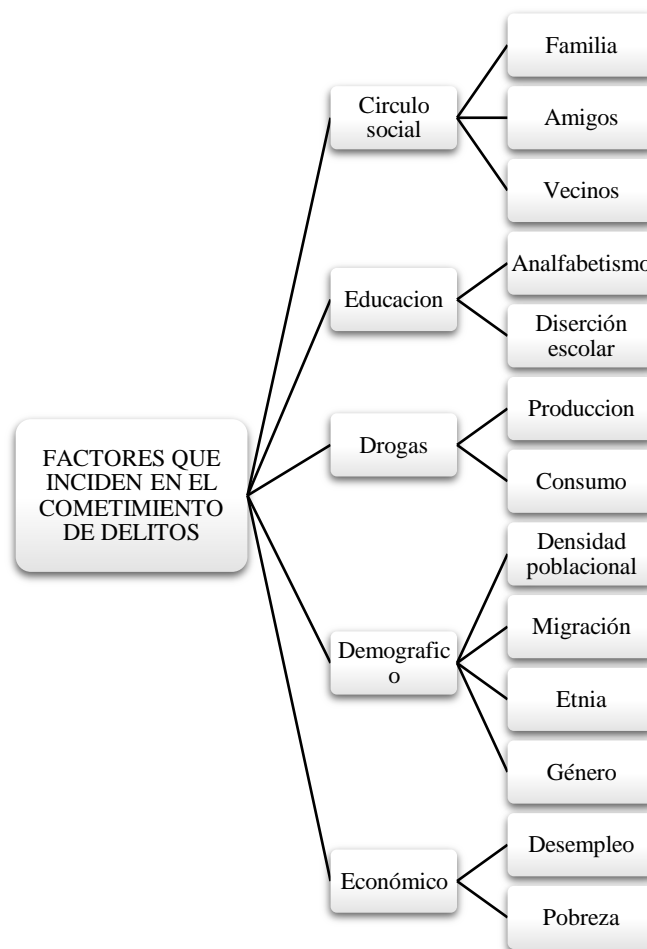 FACTORES QUE
INCIDEN EN EL
COMETIMIENTO
DE DELITOS
Circulo
social
Familia
Amigos
Vecinos
Educacion
Analfabetismo
Diserción
escolar
Drogas
Produccion
Consumo
Demografic
o
Densidad
poblacional
Migración
Etnia
Género
Económico
Desempleo
Pobreza